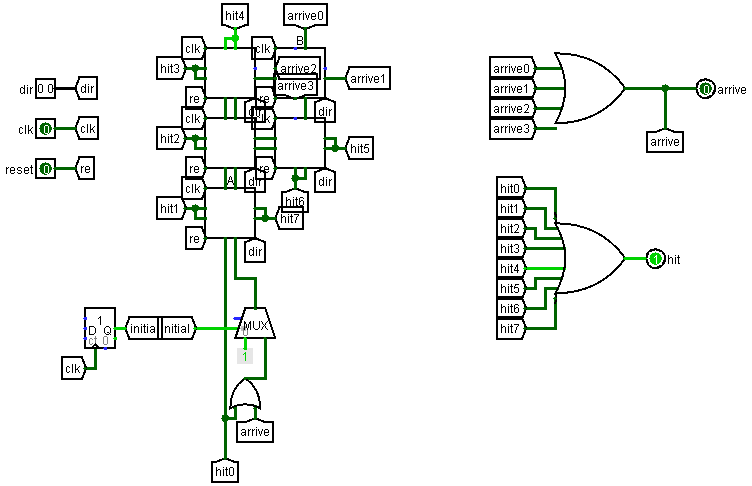 hit4
arrive0
clk
clk
B
hit3
arrive2
arrive1
arrive3
re
re
dir
dir
clk
clk
hit2
hit5
re
re
A
dir
dir
clk
hit6
hit1
hit7
re
dir
dir
0 0
dir
clk
0
clk
reset
0
re
1
D Q
ct 0
initia
nitial
MUX
0
1
clk
arrive
hit0
arrive0
arrive1
arrive2
arrive3
0
arrive
arrive
hit0
hit1
hit2
hit3
hit4
hit5
hit6
hit7
1
hit